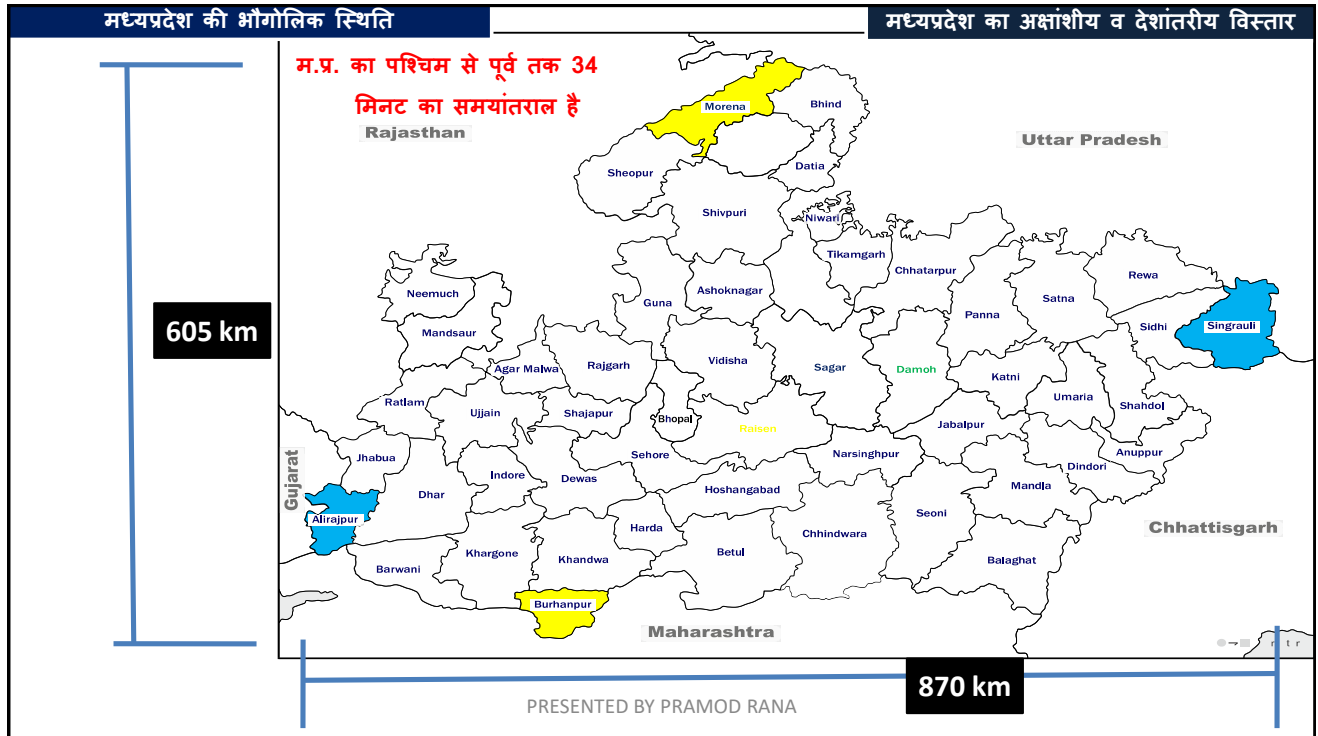 मध्यप्रदेश की भौगोलिक स्थिति
मध्यप्रदेश का अक्षांशीय व देशांतरीय विस्तार
म.प्र. का पश्चिम से पूर्व तक 34
मिनट का समयांतराल है
Rajasthan
Morena
Bhind
Uttar Pradesh
Sheopur
Datia
Shivpuri
Niwari
Tikamgarh
Chhatarpur
Rewa
Neemuch
Guna
Ashoknagar
Satna
Panna
605 km
Mandsaur
Sidhi
Singrauli
Agar Malwa
Rajgarh
Vidisha
Sagar
Damoh
Katni
Ratlam
Ujjain
Shajapur
Bhopal
Raisen
Jabalpur
Umaria
Shahdol
Jhabua
Sehore
Narsinghpur
Anuppur
Gujarat
Indore
Dewas
Dindori
Dhar
Hoshangabad
Mandla
Alirajpur
Harda
Chhindwara
Seoni
Chhattisgarh
Barwani
Khargone
Khandwa
Betul
Balaghat
Burhanpur
Maharashtra
r t r
870 km
PRESENTED BY PRAMOD RANA